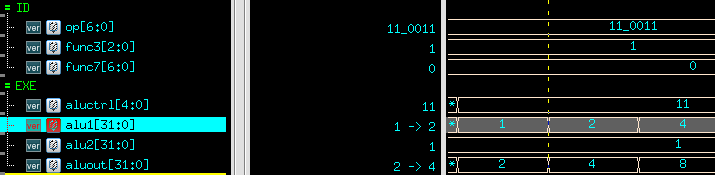 ID
ver op[6:0] 11_0011 11_0011
ver func3[2:0] 1 1
ver func7[6:0] 0 0
EXE
ver aluctrl[4:0] 11 * 11
ver alu1[31:0] 1 -> 2 * 1 2 4
ver alu2[31:0] 1 1
ver aluout[31:0] 2 -> 4 * 2 4 8